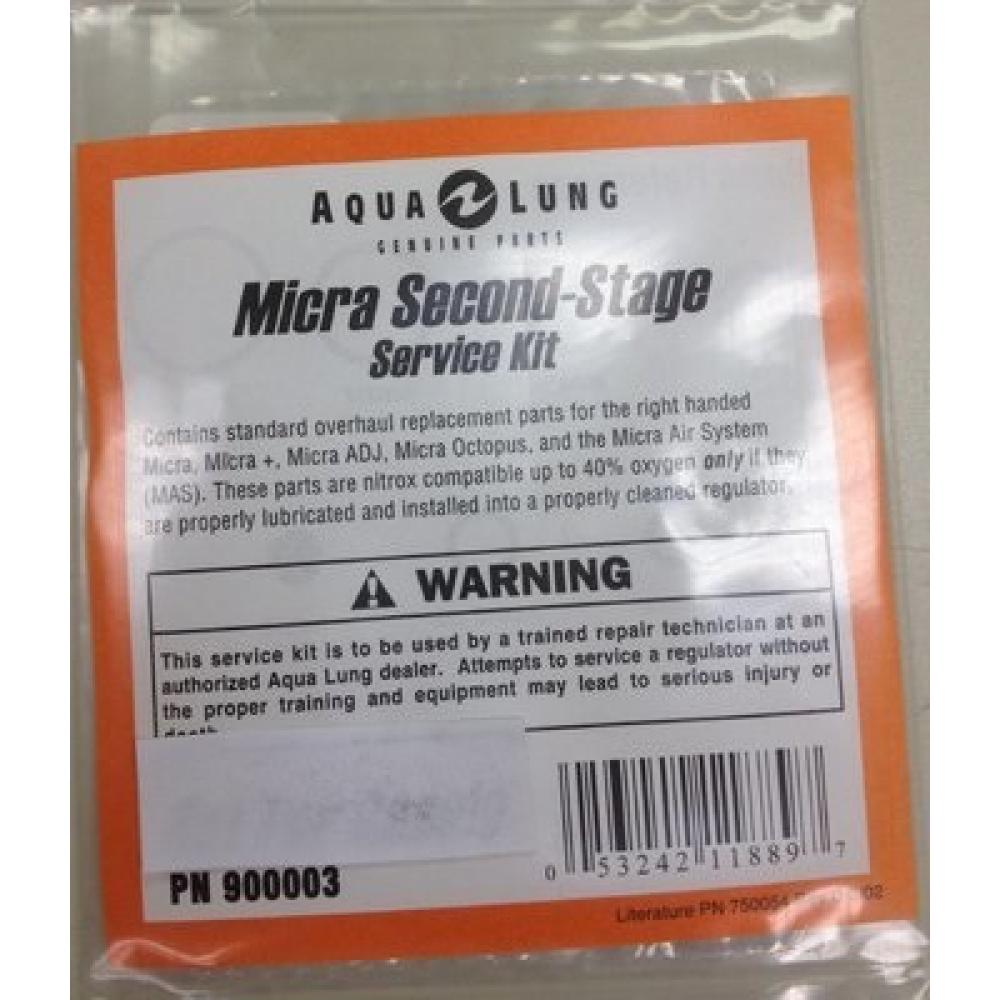 AQUA LUNG
GENUINE PARTS
Micra Second-Stage
Service Kit
Contains standard overhaul replacement parts for the right handed
Micra, Micra +, Micra ADJ, Micra Octopus, and the Micra Air System
(MAS). These parts are nitrox compatible up to 40% oxygen only if they
are properly lubricated and installed into a properly cleaned regulator.
WARNING
This service kit is to be used by a trained repair technician at an
authorized Aqua Lung dealer. Attempts to service a regulator without
the proper training and equipment may lead to serious injury or
death.
0 53242 11889 7
PN 900003
Literature PN 750054